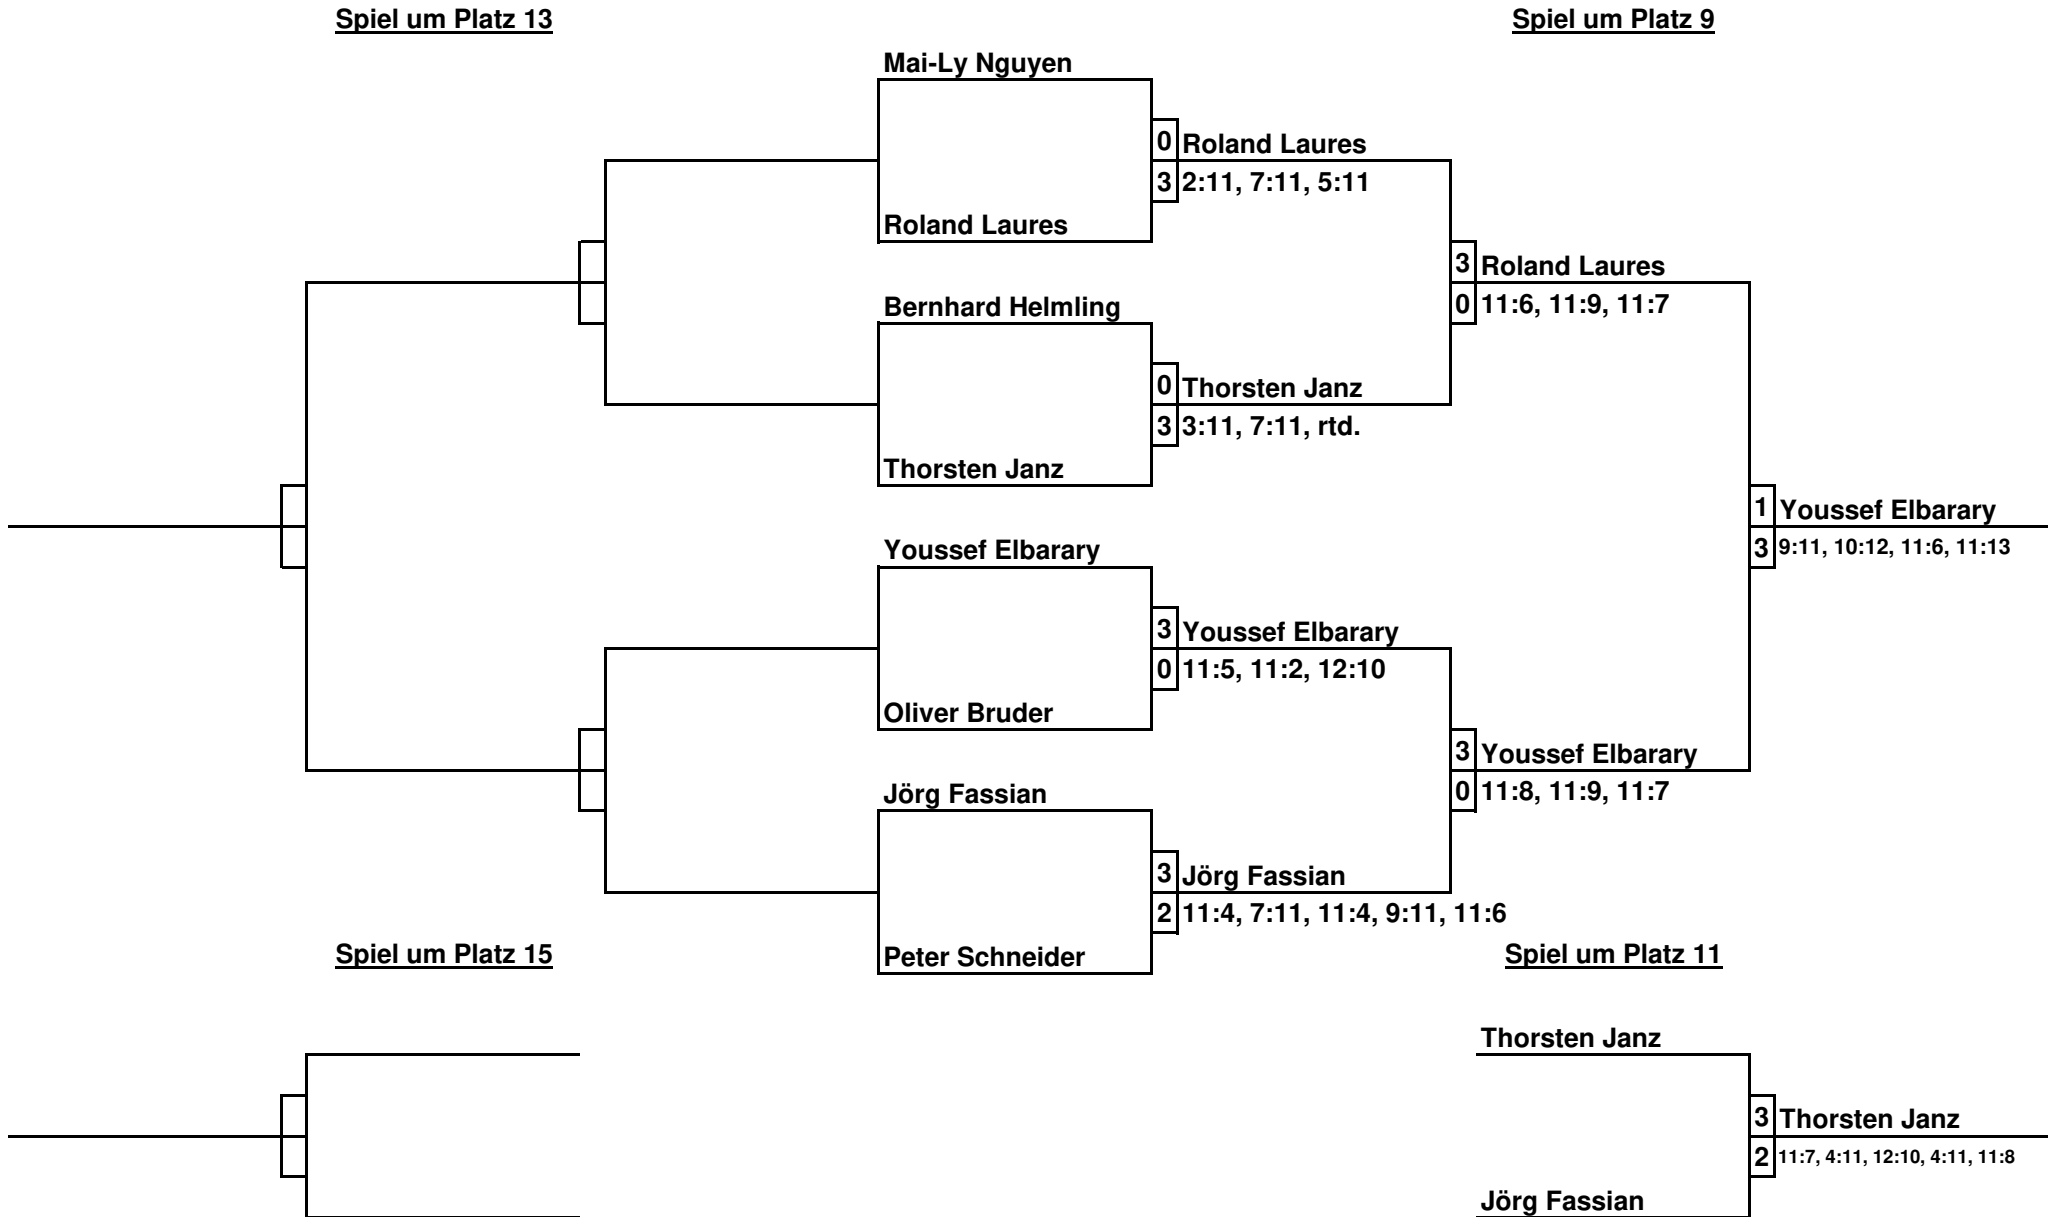 Spiel um Platz 13
Spiel um Platz 9
Mai-Ly Nguyen
0 Roland Laures
3 2:11, 7:11, 5:11
Roland Laures
3 Roland Laures
0 11:6, 11:9, 11:7
Bernhard Helmling
0 Thorsten Janz
3 3:11, 7:11, rtd.
Thorsten Janz
1 Youssef Elbarary
3 9:11, 10:12, 11:6, 11:13
Youssef Elbarary
3 Youssef Elbarary
0 11:5, 11:2, 12:10
Oliver Bruder
3 Youssef Elbarary
0 11:8, 11:9, 11:7
Jörg Fassian
3 Jörg Fassian
2 11:4, 7:11, 11:4, 9:11, 11:6
Peter Schneider
Spiel um Platz 15
Spiel um Platz 11
Thorsten Janz
3 Thorsten Janz
2 11:7, 4:11, 12:10, 4:11, 11:8
Jörg Fassian